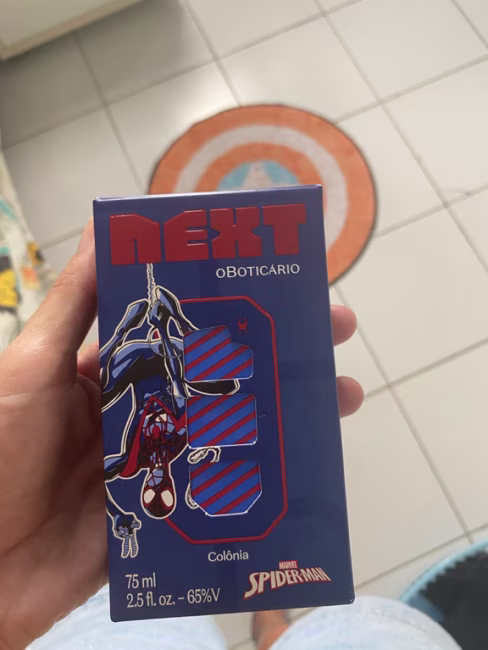 NEXT
oBOTICÁRIO
Colônia
75 ml
2.5 fl. oz. – 65%V
MARVEL
SPIDER-MAN